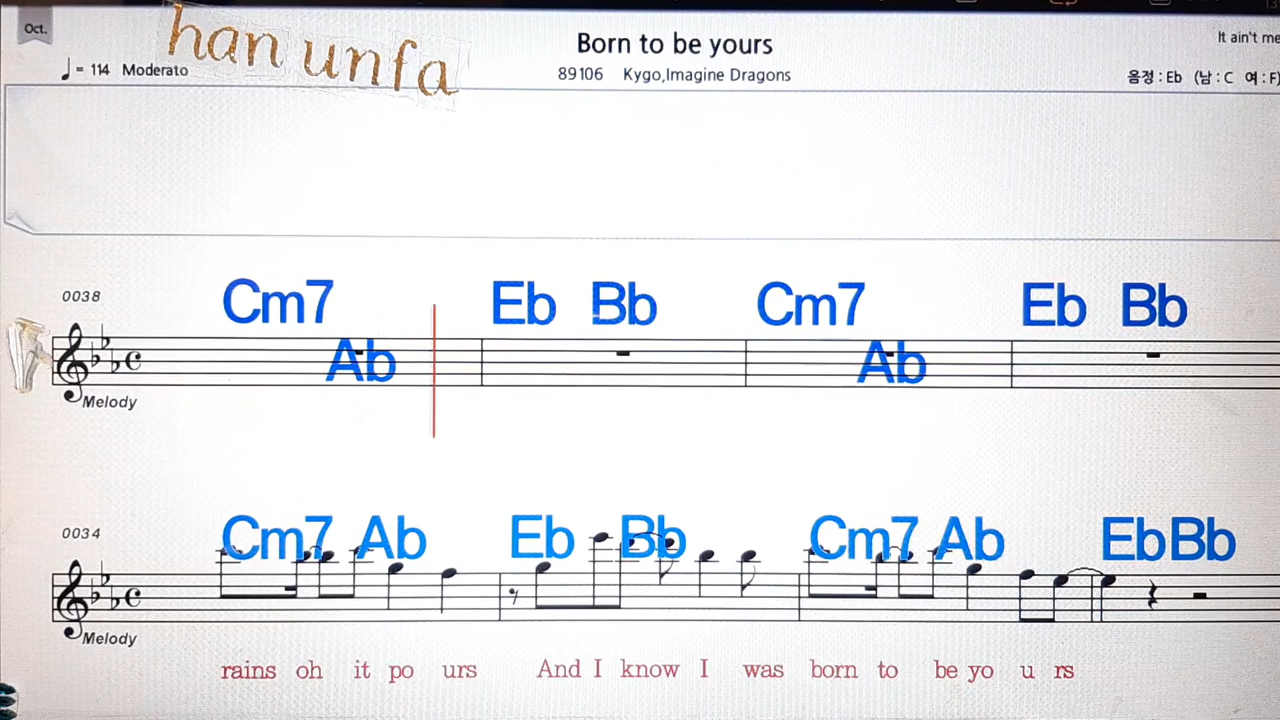 Oct.
han unfa
Born to be yours
It ain't me
♩ = 114 Moderato
89106 Kygo,Imagine Dragons
음정 : Eb (남 : C 여 : F)
0038
Cm7 Ab Eb Bb Cm7 Ab Eb Bb
Melody
0034
Cm7 Ab Eb Bb Cm7 Ab Eb Bb
Melody
rains oh it po urs And I know I was born to be yo u rs